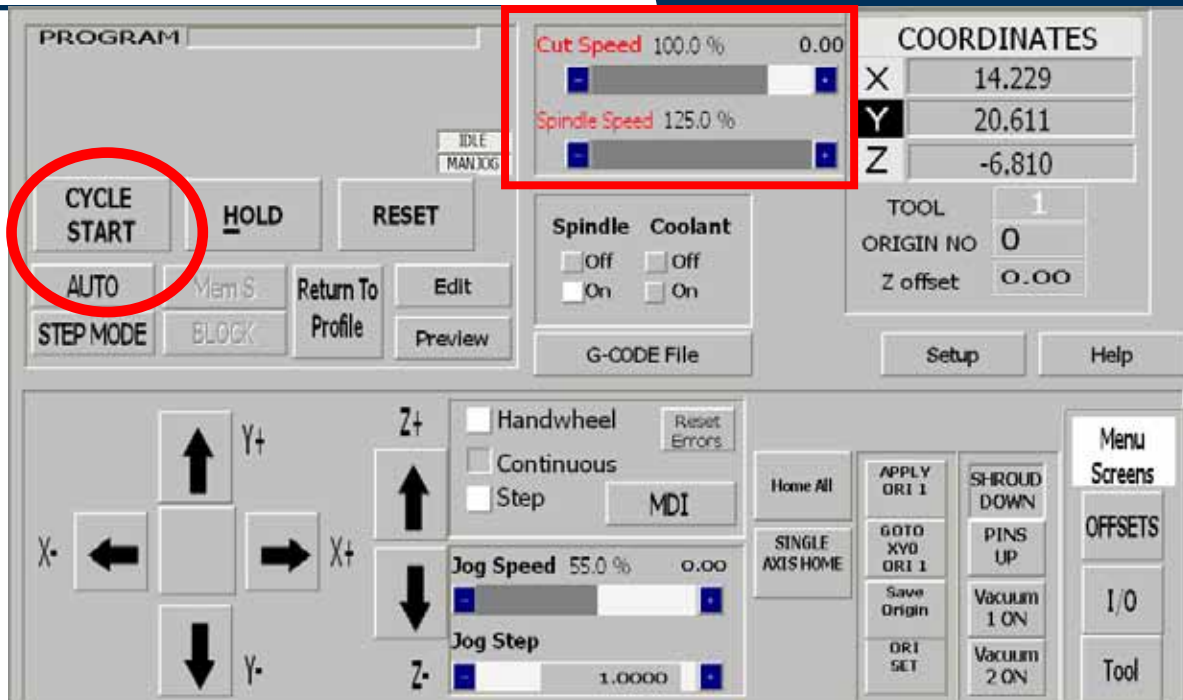 PROGRAM
IDLE
MANJOG
CYCLE
START
HOLD
RESET
AUTO
Mem S
Return To
Profile
Edit
STEP MODE
BLOCK
Preview
Cut Speed 100.0 % 0.00
-
+
Spindle Speed 125.0 %
-
+
Spindle Coolant
Off Off
On On
G-CODE File
COORDINATES
X 14.229
Y 20.611
Z -6.810
TOOL 1
ORIGIN NO 0
Z offset 0.00
Setup
Help
Y+
X-
X+
Y-
Z+
Z-
Handwheel
Continuous
Step
Reset
Errors
MDI
Jog Speed 55.0 % 0.00
-
+
Jog Step
-
1.0000
+
Home All
SINGLE
AXIS HOME
APPLY
ORI 1
GOTO
XY0
ORI 1
Save
Origin
ORI
SET
SHROUD
DOWN
PINS
UP
Vacuum
1 ON
Vacuum
2 ON
Menu
Screens
OFFSETS
I/O
Tool